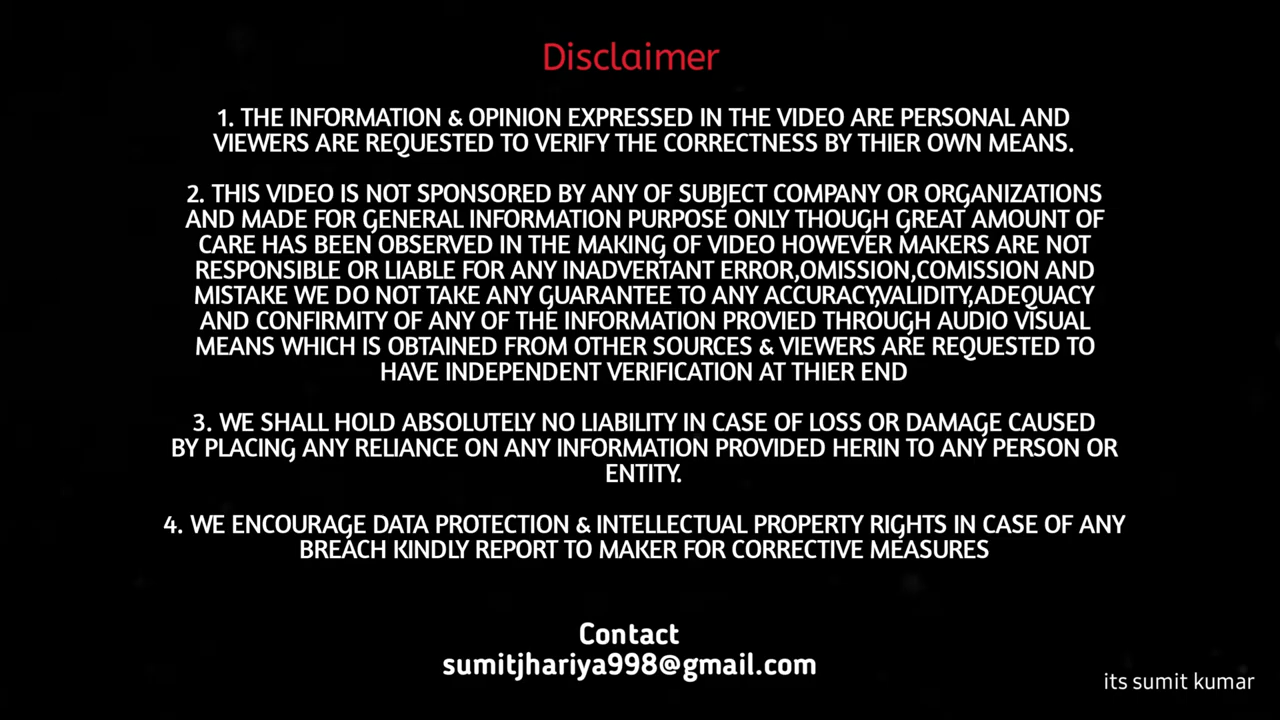 Disclaimer
1. THE INFORMATION & OPINION EXPRESSED IN THE VIDEO ARE PERSONAL AND
VIEWERS ARE REQUESTED TO VERIFY THE CORRECTNESS BY THIER OWN MEANS.
2. THIS VIDEO IS NOT SPONSORED BY ANY OF SUBJECT COMPANY OR ORGANIZATIONS
AND MADE FOR GENERAL INFORMATION PURPOSE ONLY THOUGH GREAT AMOUNT OF
CARE HAS BEEN OBSERVED IN THE MAKING OF VIDEO HOWEVER MAKERS ARE NOT
RESPONSIBLE OR LIABLE FOR ANY INADVERTANT ERROR,OMISSION,COMISSION AND
MISTAKE WE DO NOT TAKE ANY GUARANTEE TO ANY ACCURACY,VALIDITY,ADEQUACY
AND CONFIRMITY OF ANY OF THE INFORMATION PROVIED THROUGH AUDIO VISUAL
MEANS WHICH IS OBTAINED FROM OTHER SOURCES & VIEWERS ARE REQUESTED TO
HAVE INDEPENDENT VERIFICATION AT THIER END
3. WE SHALL HOLD ABSOLUTELY NO LIABILITY IN CASE OF LOSS OR DAMAGE CAUSED
BY PLACING ANY RELIANCE ON ANY INFORMATION PROVIDED HERIN TO ANY PERSON OR
ENTITY.
4. WE ENCOURAGE DATA PROTECTION & INTELLECTUAL PROPERTY RIGHTS IN CASE OF ANY
BREACH KINDLY REPORT TO MAKER FOR CORRECTIVE MEASURES
Contact
sumitjhariya998@gmail.com
its sumit kumar